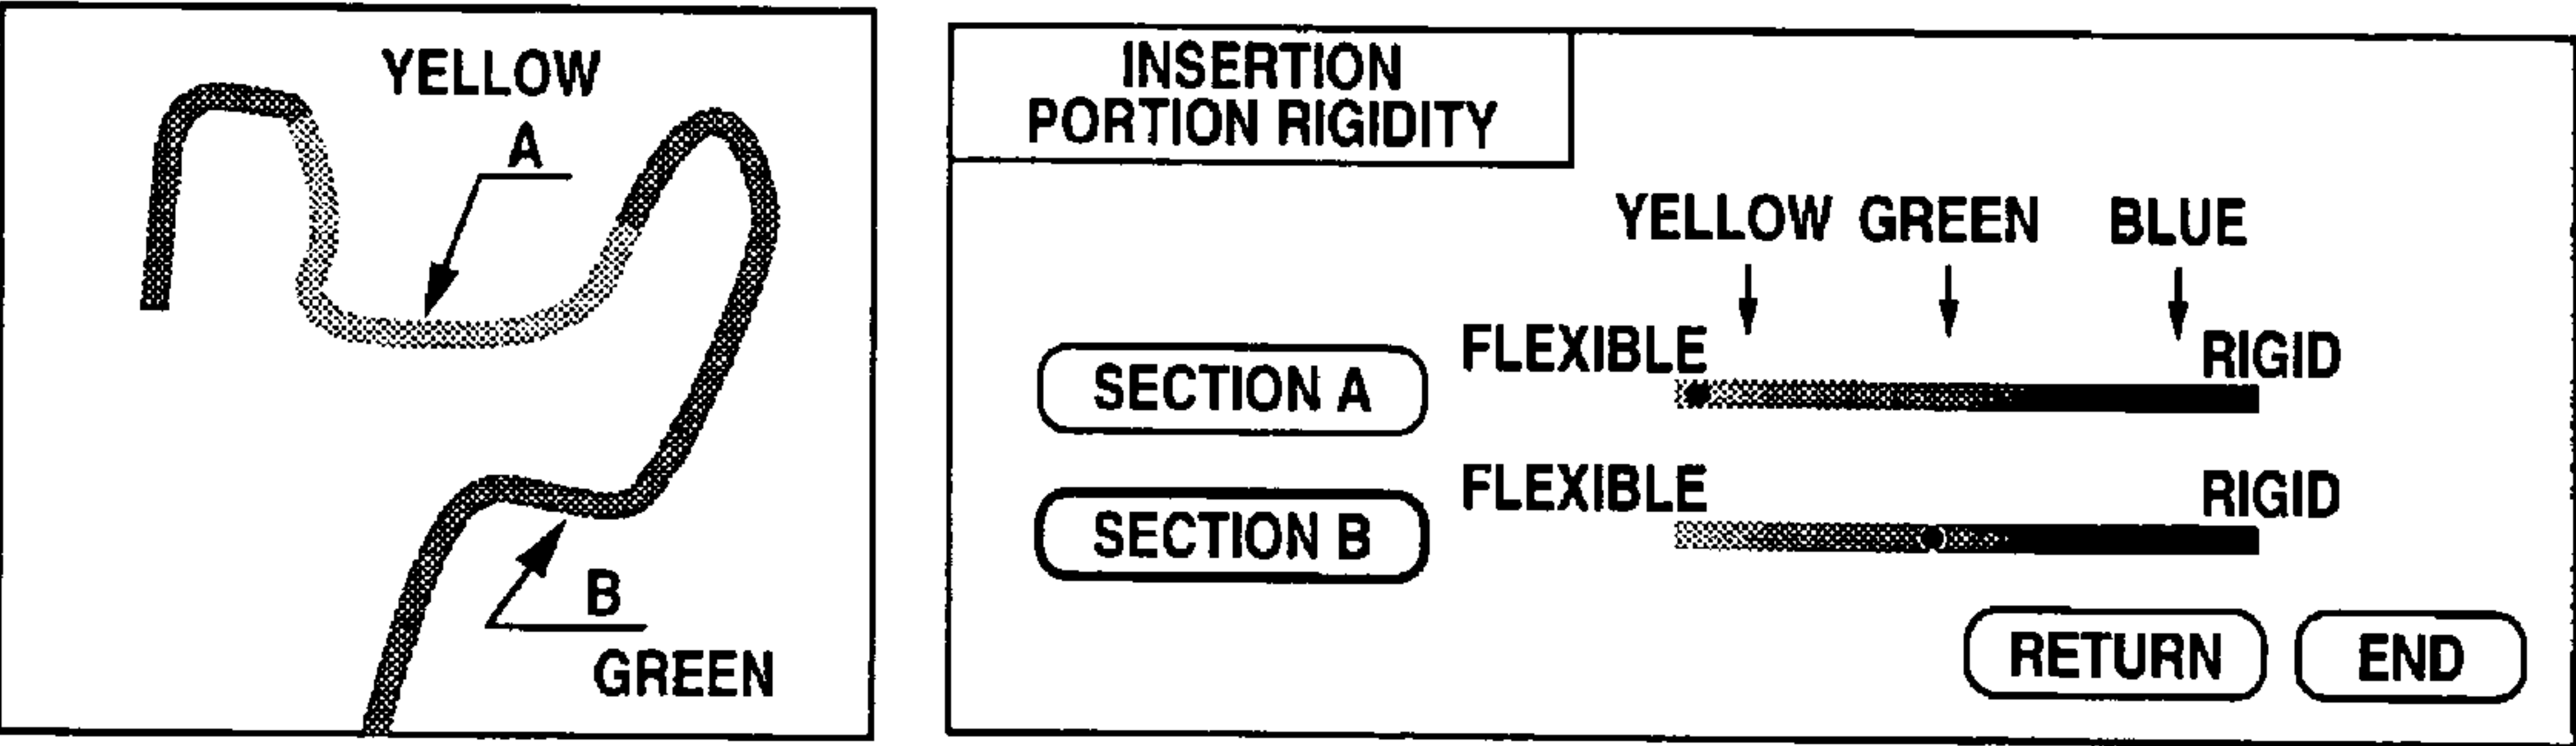 YELLOW
A
B
GREEN
INSERTION
PORTION RIGIDITY
YELLOW GREEN BLUE
FLEXIBLE RIGID
SECTION A
FLEXIBLE RIGID
SECTION B
RETURN END